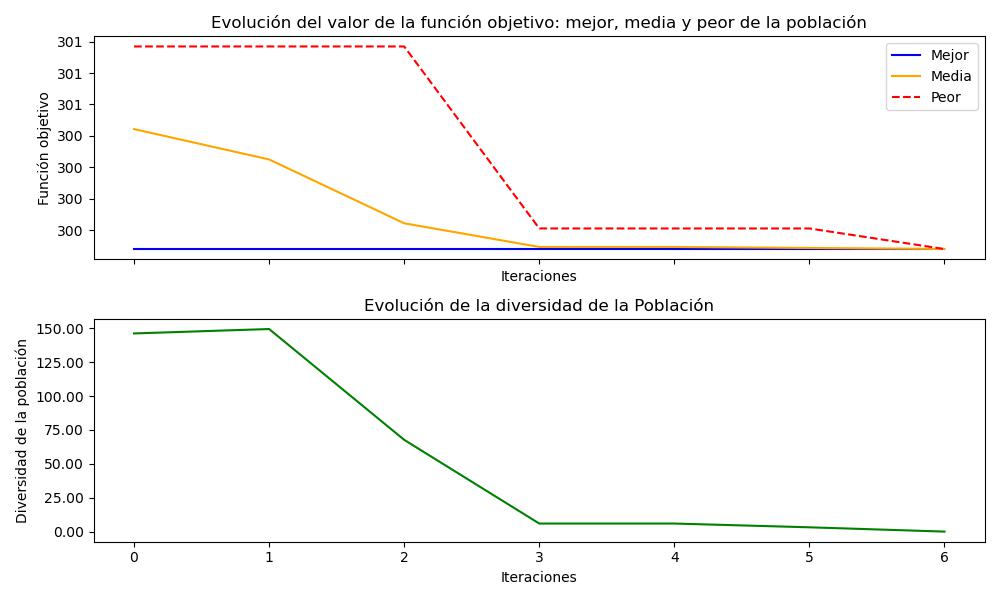 Evolución del valor de la función objetivo: mejor, media y peor de la población
Función objetivo
301
301
301
300
300
300
300
Mejor
Media
Peor
Iteraciones
Evolución de la diversidad de la Población
Diversidad de la población
150.00
125.00
100.00
75.00
50.00
25.00
0.00
0 1 2 3 4 5 6
Iteraciones